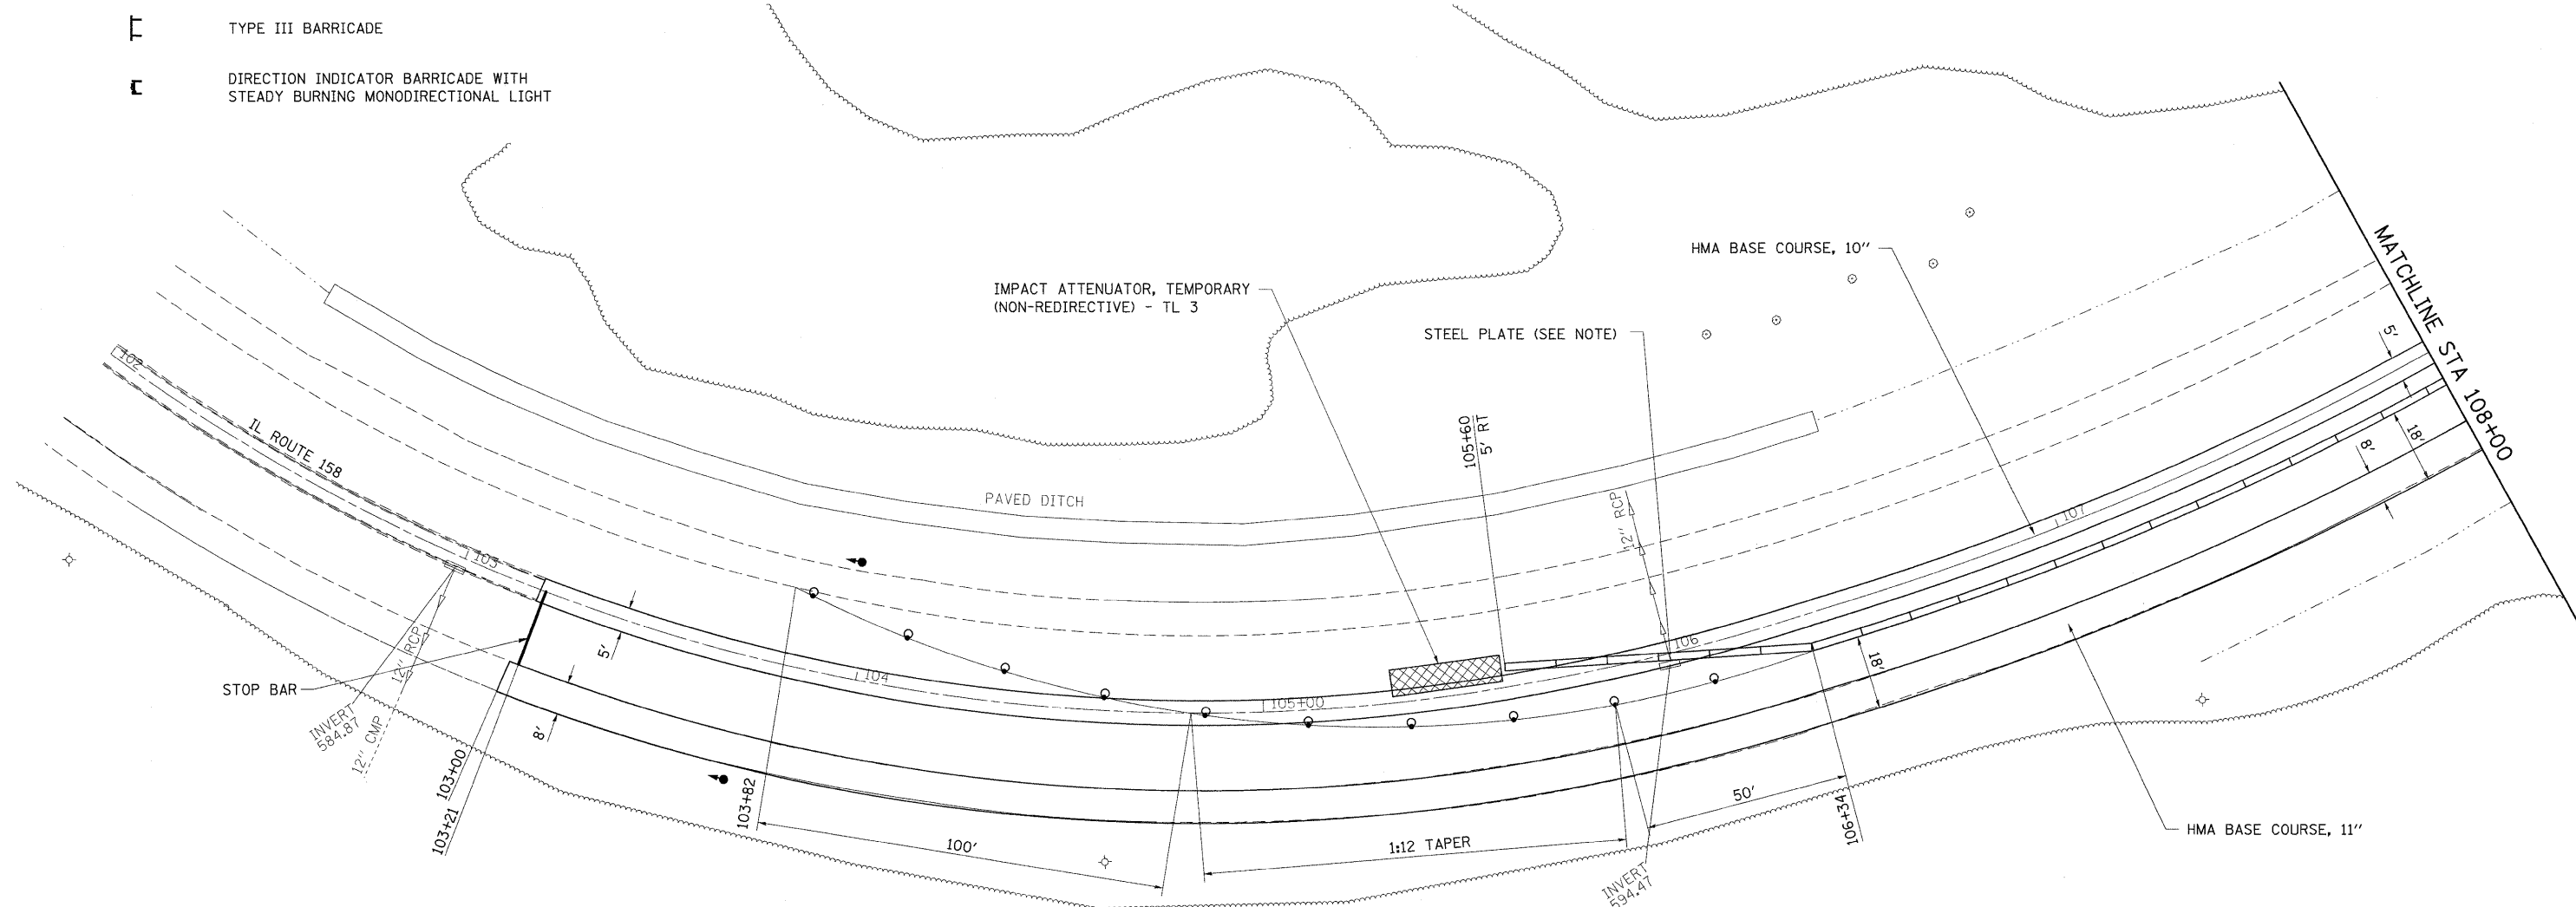 TYPE III BARRICADE
DIRECTION INDICATOR BARRICADE WITH
STEADY BURNING MONODIRECTIONAL LIGHT
IMPACT ATTENUATOR, TEMPORARY
(NON-REDIRECTIVE) - TL 3
HMA BASE COURSE, 10"
STEEL PLATE (SEE NOTE)
MATCHLINE STA 108+00
5'
18'
8'
105+60
5' RT
102
IL ROUTE 158
PAVED DITCH
12" RCP
107
103
106
104
105+00
5'
18'
STOP BAR
12" RCP
INVERT
584.87
12" CMP
8'
103+00
103+21
103+82
100'
1:12 TAPER
50'
106+34
INVERT
594.47
HMA BASE COURSE, 11"